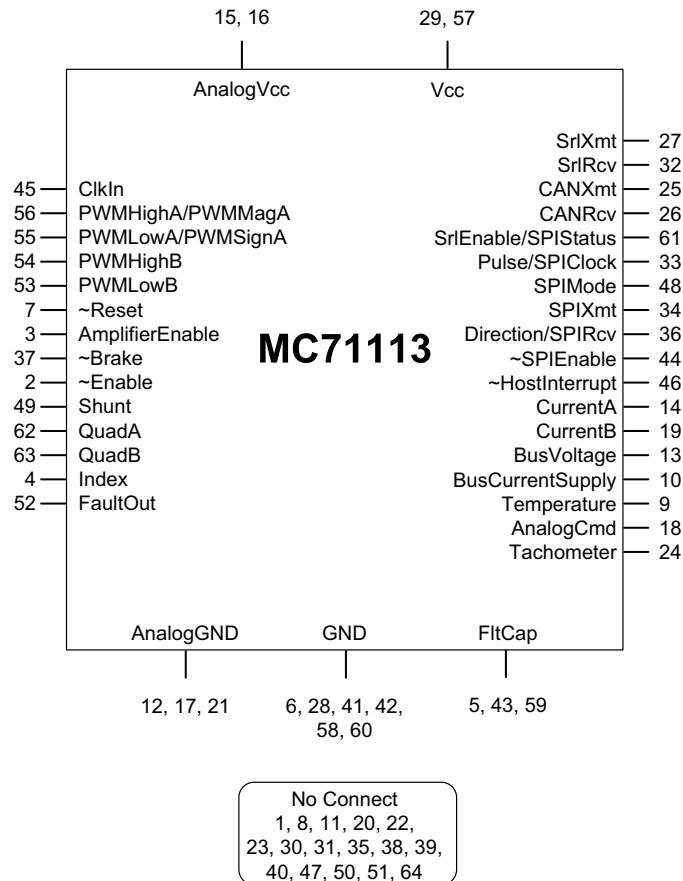 15, 16
29, 57
AnalogVcc
Vcc
45 ClkIn
56 PWMHighA/PWMMagA
55 PWMLowA/PWMSignA
54 PWMHighB
53 PWMLowB
7 ~Reset
3 AmplifierEnable
37 ~Brake
2 ~Enable
49 Shunt
62 QuadA
63 QuadB
4 Index
52 FaultOut
MC71113
SrlXmt 27
SrlRcv 32
CANXmt 25
CANRcv 26
SrlEnable/SPIStatus 61
Pulse/SPIClock 33
SPIMode 48
SPIXmt 34
Direction/SPIRcv 36
~SPIEnable 44
~HostInterrupt 46
CurrentA 14
CurrentB 19
BusVoltage 13
BusCurrentSupply 10
Temperature 9
AnalogCmd 18
Tachometer 24
AnalogGND
GND
FltCap
12, 17, 21
6, 28, 41, 42,
58, 60
5, 43, 59
No Connect
1, 8, 11, 20, 22,
23, 30, 31, 35, 38, 39,
40, 47, 50, 51, 64